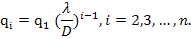 qᵢ = q₁ (λ/D)ⁱ⁻¹, i = 2,3, … , n.